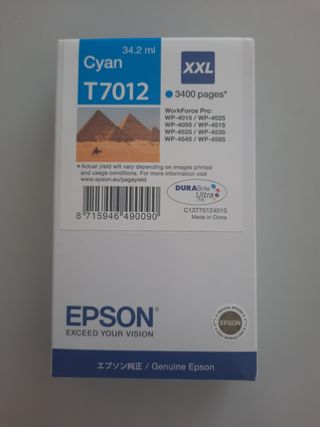 34.2 ml
Cyan
T7012
XXL
3400 pages*
WorkForce Pro:
WP-4015 / WP-4025
WP-4095 / WP-4515
WP-4525 / WP-4535
WP-4545 / WP-4595
*Actual yield will vary depending on images printed
and usage conditions. For more information visit
www.epson.eu/pageyield
8 715946 490090
DURABrite
Ultra
Ink
C13T70124010
Made in China
EPSON®
EXCEED YOUR VISION
EPSON
エプソン純正 / Genuine Epson